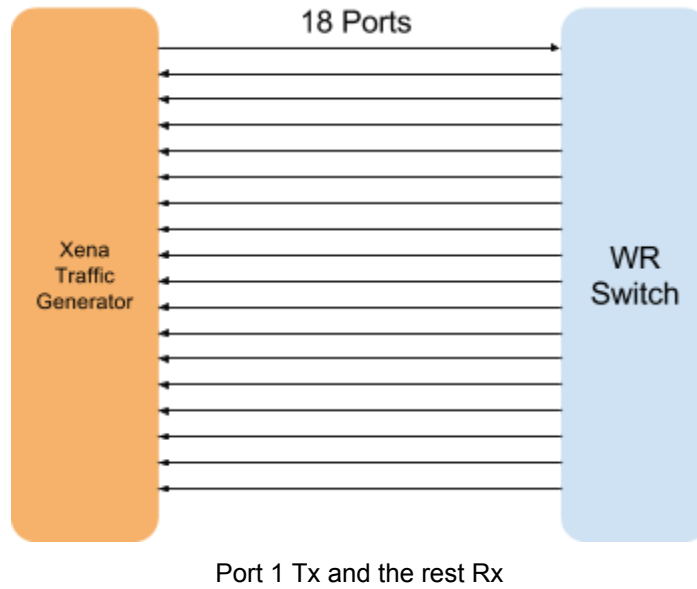 18 Ports
Xena
Traffic
Generator
WR
Switch
Port 1 Tx and the rest Rx